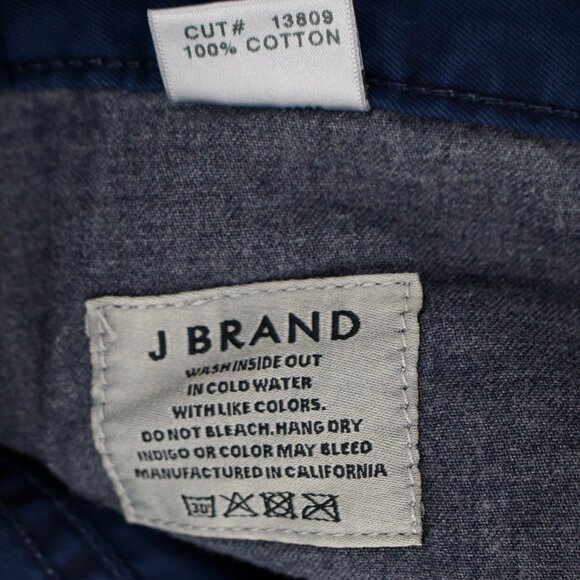 CUT# 13809
100% COTTON
J BRAND
WASH INSIDE OUT
IN COLD WATER
WITH LIKE COLORS.
DO NOT BLEACH. HANG DRY
INDIGO OR COLOR MAY BLEED
MANUFACTURED IN CALIFORNIA
30°